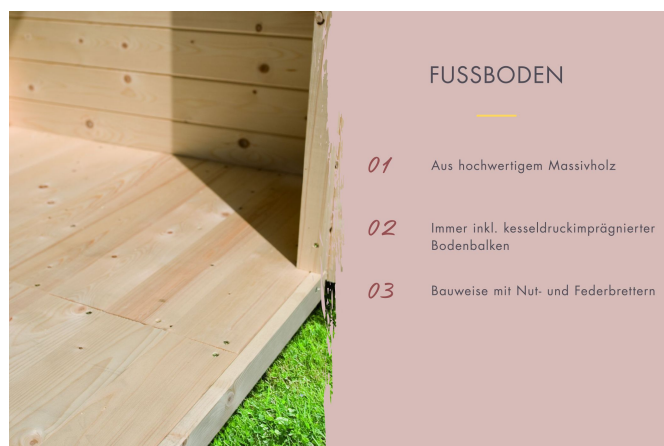 FUSSBODEN
01 Aus hochwertigem Massivholz
02 Immer inkl. kesseldruckimprägnierter
Bodenbalken
03 Bauweise mit Nut- und Federbrettern